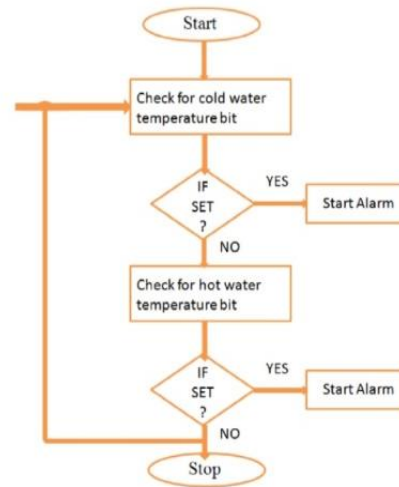 Start
Check for cold water
temperature bit
IF
SET
?
YES
Start Alarm
NO
Check for hot water
temperature bit
IF
SET
?
YES
Start Alarm
NO
Stop